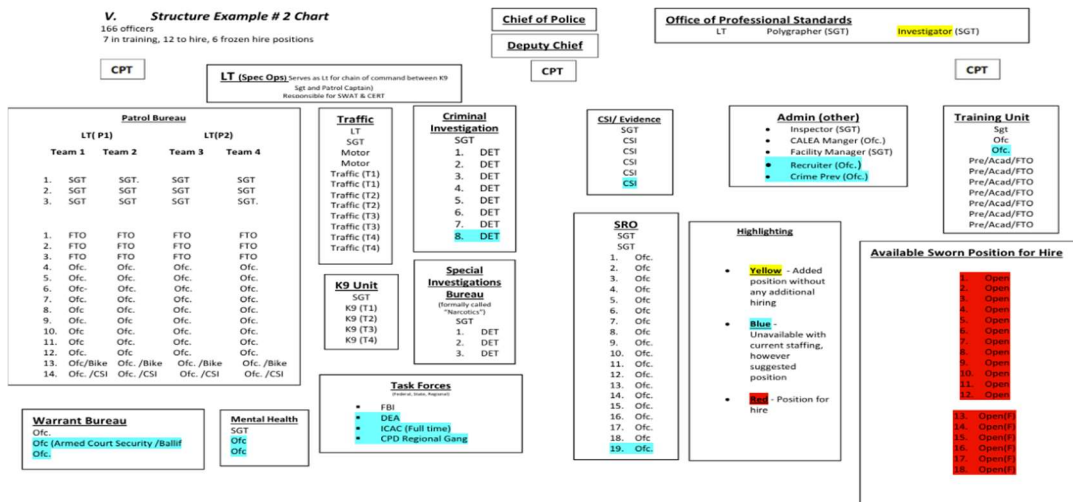 V. Structure Example # 2 Chart
166 officers
7 in training, 12 to hire, 6 frozen hire positions
Chief of Police
Deputy Chief
Office of Professional Standards
LT Polygrapher (SGT) Investigator (SGT)
CPT
CPT
CPT
LT (Spec Ops) Serves as Lt for chain of command between K9
Sgt and Patrol Captain)
Responsible for SWAT & CERT
Patrol Bureau
LT( P1) LT(P2)
Team 1 Team 2 Team 3 Team 4
1. SGT SGT. SGT SGT
2. SGT SGT SGT SGT
3. SGT SGT SGT SGT.
1. FTO FTO FTO FTO
2. FTO FTO FTO FTO
3. FTO FTO FTO FTO
4. Ofc. Ofc. Ofc. Ofc.
5. Ofc. Ofc. Ofc. Ofc.
6. Ofc- Ofc. Ofc. Ofc.
7. Ofc. Ofc. Ofc. Ofc.
8. Ofc. Ofc. Ofc. Ofc.
9. Ofc. Ofc. Ofc. Ofc.
10. Ofc. Ofc. Ofc. Ofc.
11. Ofc. Ofc. Ofc. Ofc.
12. Ofc. Ofc Ofc. Ofc.
13. Ofc/Bike Ofc. /Bike Ofc. /Bike Ofc. /Bike
14. Ofc. /CSI Ofc. /CSI Ofc. /CSI Ofc. /CSI
Traffic
LT
SGT
Motor
Motor
Traffic (T1)
Traffic (T1)
Traffic (T2)
Traffic (T2)
Traffic (T3)
Traffic (T3)
Traffic (T4)
Traffic (T4)
Criminal
Investigation
SGT
1. DET
2. DET
3. DET
4. DET
5. DET
6. DET
7. DET
8. DET
K9 Unit
SGT
K9 (T1)
K9 (T2)
K9 (T3)
K9 (T4)
Special
Investigations
Bureau
(formally called
"Narcotics")
SGT
1. DET
2. DET
3. DET
CSI/ Evidence
SGT
CSI
CSI
CSI
CSI
CSI
Admin (other)
• Inspector (SGT)
• CALEA Manger (Ofc.)
• Facility Manager (SGT)
• Recruiter (Ofc.)
• Crime Prev (Ofc.)
Training Unit
Sgt
Ofc
Ofc.
Pre/Acad/FTO
Pre/Acad/FTO
Pre/Acad/FTO
Pre/Acad/FTO
Pre/Acad/FTO
Pre/Acad/FTO
Pre/Acad/FTO
SRO
SGT
SGT
1. Ofc.
2. Ofc.
3. Ofc
4. Ofc
5. Ofc
6. Ofc
7. Ofc
8. Ofc
9. Ofc.
10. Ofc.
11. Ofc.
12. Ofc.
13. Ofc.
14. Ofc.
15. Ofc.
16. Ofc.
17. Ofc.
18. Ofc
19. Ofc.
Highlighting
• Yellow - Added
position without
any additional
hiring
• Blue -
Unavailable with
current staffing,
however
suggested
position
• Red - Position for
hire
Available Sworn Position for Hire
1. Open
2. Open
3. Open
4. Open
5. Open
6. Open
7. Open
8. Open
9. Open
10. Open
11. Open
12. Open
13. Open(F)
14. Open(F)
15. Open(F)
16. Open(F)
17. Open(F)
18. Open(F)
Warrant Bureau
Ofc.
Ofc (Armed Court Security /Ballif
Ofc.
Mental Health
SGT
Ofc
Ofc
Task Forces
(Federal, State, Regional)
• FBI
• DEA
• ICAC (Full time)
• CPD Regional Gang